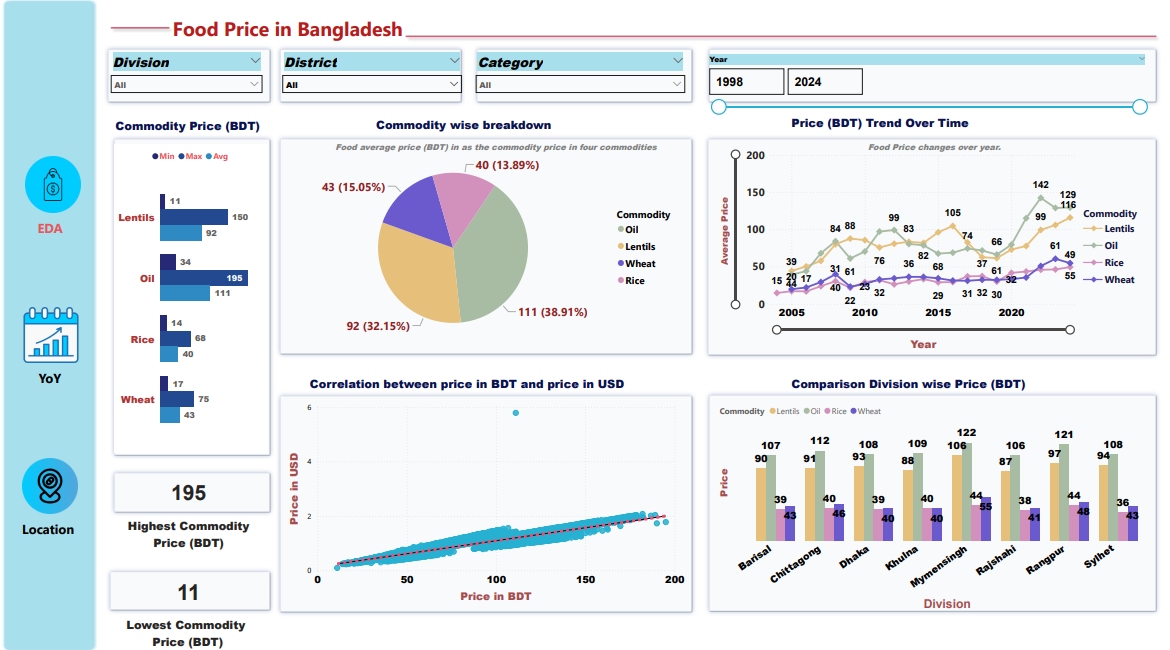 Food Price in Bangladesh
Division
All
District
All
Category
All
Year
1998
2024
EDA
YoY
Location
Commodity Price (BDT)
Min Max Avg
Lentils
11
150
92
Oil
34
195
111
Rice
14
68
40
Wheat
17
75
43
195
Highest Commodity
Price (BDT)
11
Lowest Commodity
Price (BDT)
Commodity wise breakdown
Food average price (BDT) in as the commodity price in four commodities
40 (13.89%)
43 (15.05%)
92 (32.15%)
111 (38.91%)
Commodity
Oil
Lentils
Wheat
Rice
Price (BDT) Trend Over Time
Food Price changes over year.
Average Price
200
150
100
50
0
15
39
20
44
17
84
88
31
40
61
22
23
76
32
99
83
36
82
68
29
105
74
31
37
32
66
61
30
32
142
99
61
129
116
49
55
2005
2010
2015
2020
Year
Commodity
Lentils
Oil
Rice
Wheat
Correlation between price in BDT and price in USD
Price in USD
6
4
2
0
0
50
100
150
200
Price in BDT
Comparison Division wise Price (BDT)
Commodity Lentils Oil Rice Wheat
Price
90 107 39 43
91 112 40 46
93 108 39 40
88 109 40 40
106 122 44 55
87 106 38 41
97 121 44 48
94 108 36 43
Barisal
Chittagong
Dhaka
Khulna
Mymensingh
Rajshahi
Rangpur
Sylhet
Division